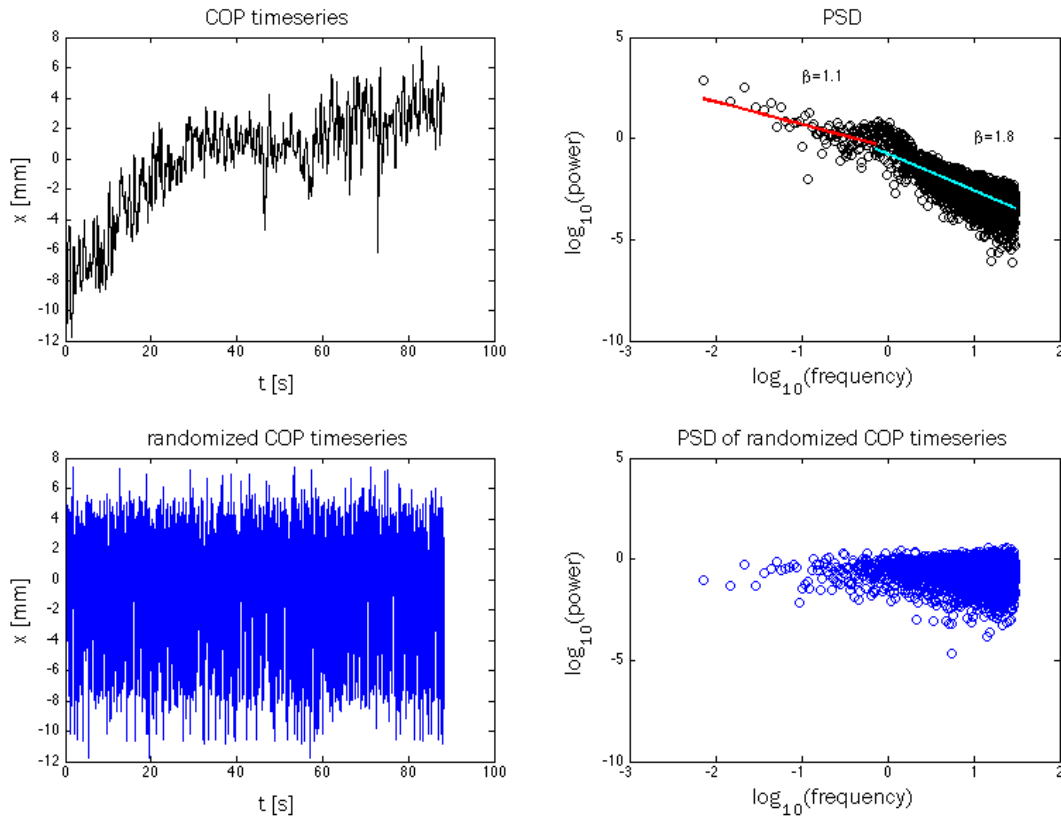 COP timeseries
8
6
4
2
0
-2
-4
-6
-8
-10
-12
x [mm]
0 20 40 60 80 100
t [s]
PSD
5
0
-5
-10
log10(power)
β=1.1
β=1.8
-3 -2 -1 0 1 2
log10(frequency)
randomized COP timeseries
8
6
4
2
0
-2
-4
-6
-8
-10
-12
x [mm]
0 20 40 60 80 100
t [s]
PSD of randomized COP timeseries
5
0
-5
-10
log10(power)
-3 -2 -1 0 1 2
log10(frequency)